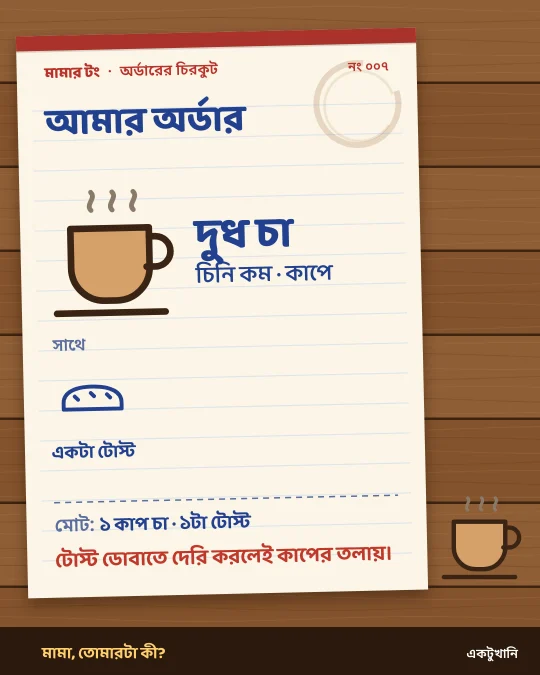 মামার টং · অর্ডারের চিরকুট
নং ০০৭
আমার অর্ডার
দুধ চা
চিনি কম · কাপে
সাথে
একটা টোস্ট
মোট: ১ কাপ চা · ১টা টোস্ট
টোস্ট ডোবাতে দেরি করলেই কাপের তলায়।
মামা, তোমারটা কী?
একটুখানি